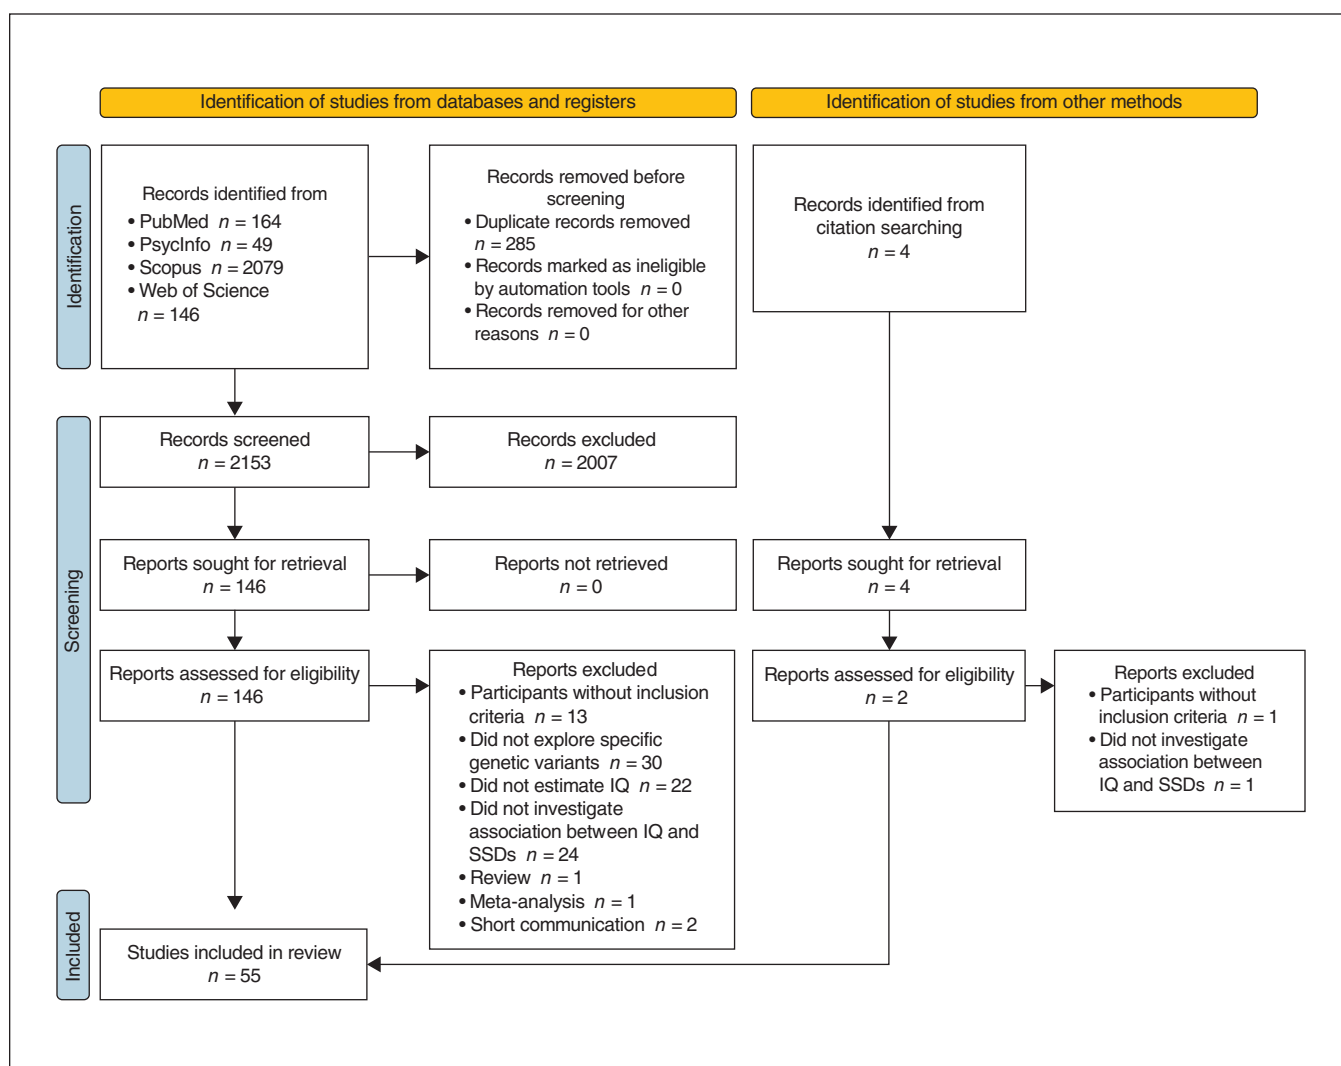 Identification of studies from databases and registers
Identification of studies from other methods
Identification
Records identified from
• PubMed n = 164
• PsycInfo n = 49
• Scopus n = 2079
• Web of Science
n = 146
Records removed before
screening
• Duplicate records removed
n = 285
• Records marked as ineligible
by automation tools n = 0
• Records removed for other
reasons n = 0
Records identified from
citation searching
n = 4
Screening
Records screened
n = 2153
Records excluded
n = 2007
Reports sought for retrieval
n = 146
Reports not retrieved
n = 0
Reports sought for retrieval
n = 4
Reports assessed for eligibility
n = 146
Reports excluded
• Participants without inclusion
criteria n = 13
• Did not explore specific
genetic variants n = 30
• Did not estimate IQ n = 22
• Did not investigate
association between IQ and
SSDs n = 24
• Review n = 1
• Meta-analysis n = 1
• Short communication n = 2
Reports assessed for eligibility
n = 2
Reports excluded
• Participants without
inclusion criteria n = 1
• Did not investigate
association between
IQ and SSDs n = 1
Included
Studies included in review
n = 55